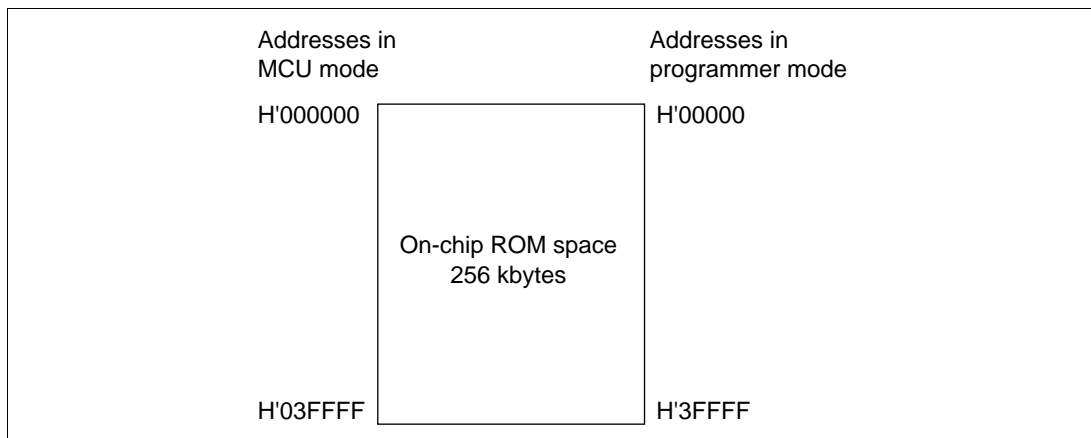 Addresses in
MCU mode
Addresses in
programmer mode
H'000000
H'00000
On-chip ROM space
256 kbytes
H'03FFFF
H'3FFFF